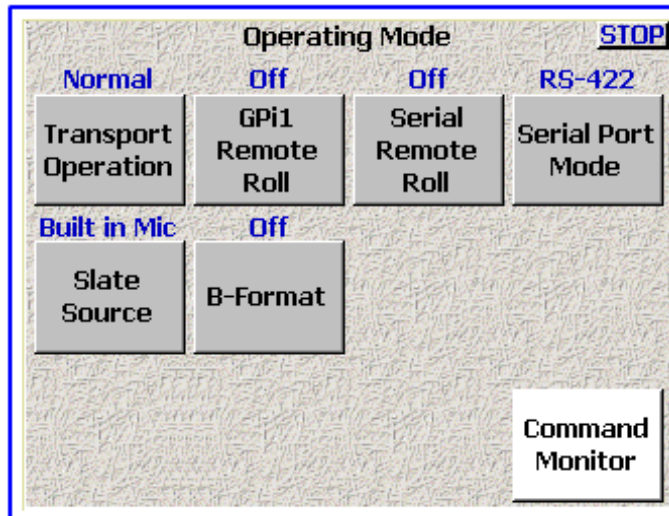 Operating Mode STOP
Normal Off Off RS-422
Transport Operation
GPi1 Remote Roll
Serial Remote Roll
Serial Port Mode
Built in Mic Off
Slate Source
B-Format
Command Monitor